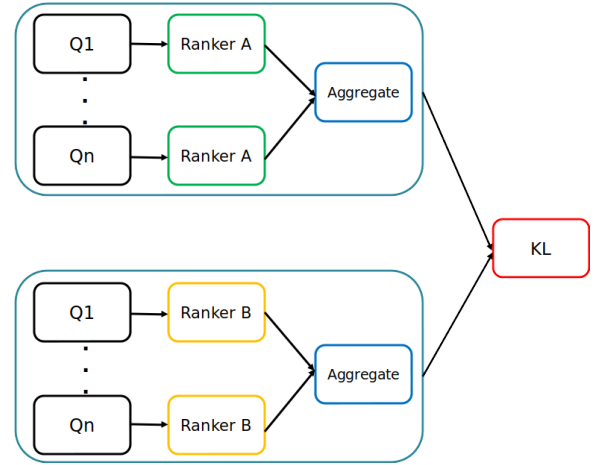 Q1
Ranker A
Aggregate
Qn
Ranker A
KL
Q1
Ranker B
Aggregate
Qn
Ranker B